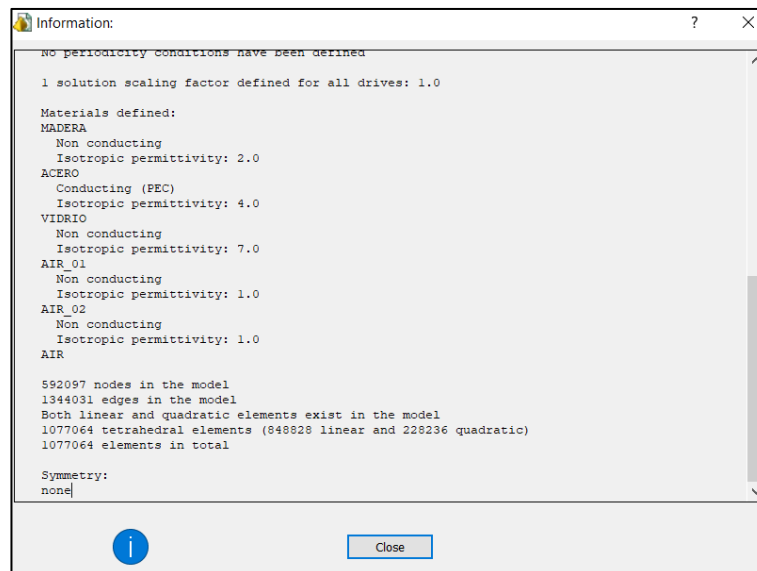 Information:
?
No periodicity conditions have been defined
1 solution scaling factor defined for all drives: 1.0
Materials defined:
MADERA
Non conducting
Isotropic permittivity: 2.0
ACERO
Conducting (PEC)
Isotropic permittivity: 4.0
VIDRIO
Non conducting
Isotropic permittivity: 7.0
AIR_01
Non conducting
Isotropic permittivity: 1.0
AIR_02
Non conducting
Isotropic permittivity: 1.0
AIR
592097 nodes in the model
1344031 edges in the model
Both linear and quadratic elements exist in the model
1077064 tetrahedral elements (848828 linear and 228236 quadratic)
1077064 elements in total
Symmetry:
none
i
Close